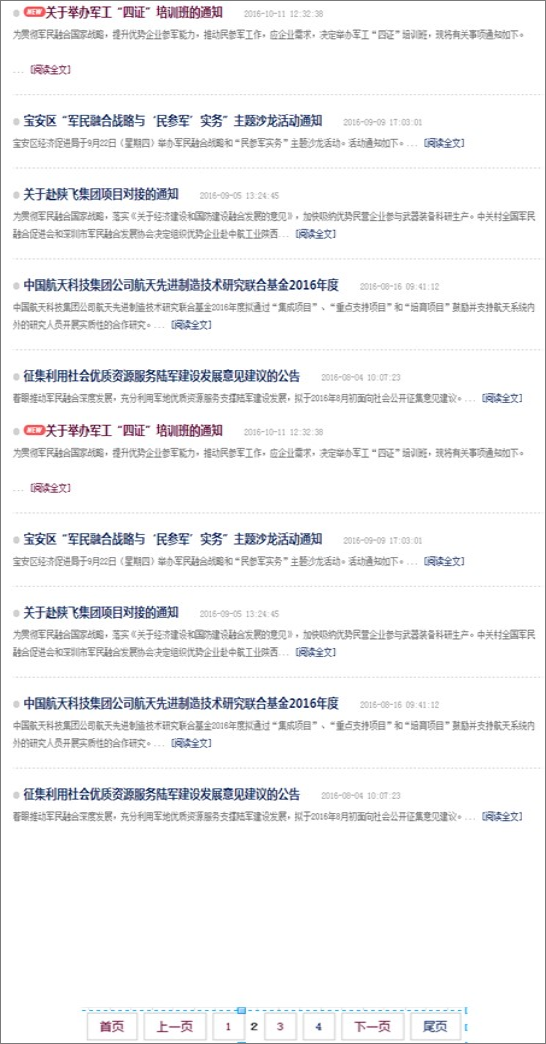 NEW 关于举办军工“四证”培训班的通知 2016-10-11 12:32:38
为贯彻军民融合国家战略，提升优势企业参军能力，推动民参军工作，应企业需求，决定举办军工“四证”培训班，现将有关事项通知如下。
... [阅读全文]
宝安区“军民融合战略与‘民参军’实务”主题沙龙活动通知 2016-09-09 17:03:01
宝安区经济促进局于9月22日（星期四）举办军民融合战略和“民参军实务”主题沙龙活动。活动通知如下。... [阅读全文]
关于赴陕飞集团项目对接的通知 2016-09-05 13:24:45
为贯彻军民融合国家战略，落实《关于经济建设和国防建设融合发展的意见》，加快吸纳优势民营企业参与武器装备科研生产。中关村全国军
民融合促进会和深圳市军民融合发展协会决定组织优势企业赴中航工业陕西... [阅读全文]
中国航天科技集团公司航天先进制造技术研究联合基金2016年度 2016-08-16 09:41:12
中国航天科技集团公司航天先进制造技术研究联合基金2016年度拟通过“集成项目”、“重点支持项目”和“培育项目”鼓励并支持航天系统内
外的研究人员开展实质性的合作研究。... [阅读全文]
征集利用社会优质资源服务陆军建设发展意见建议的公告 2016-08-04 10:07:23
着眼推动军民融合深度发展，充分利用军地优质资源服务支撑陆军建设发展，拟于2016年8月初面向社会公开征集意见建议。... [阅读全文]
NEW 关于举办军工“四证”培训班的通知 2016-10-11 12:32:38
为贯彻军民融合国家战略，提升优势企业参军能力，推动民参军工作，应企业需求，决定举办军工“四证”培训班，现将有关事项通知如下。
... [阅读全文]
宝安区“军民融合战略与‘民参军’实务”主题沙龙活动通知 2016-09-09 17:03:01
宝安区经济促进局于9月22日（星期四）举办军民融合战略和“民参军实务”主题沙龙活动。活动通知如下。... [阅读全文]
关于赴陕飞集团项目对接的通知 2016-09-05 13:24:45
为贯彻军民融合国家战略，落实《关于经济建设和国防建设融合发展的意见》，加快吸纳优势民营企业参与武器装备科研生产。中关村全国军民
融合促进会和深圳市军民融合发展协会决定组织优势企业赴中航工业陕西... [阅读全文]
中国航天科技集团公司航天先进制造技术研究联合基金2016年度 2016-08-16 09:41:12
中国航天科技集团公司航天先进制造技术研究联合基金2016年度拟通过“集成项目”、“重点支持项目”和“培育项目”鼓励并支持航天系统内
外的研究人员开展实质性的合作研究。... [阅读全文]
征集利用社会优质资源服务陆军建设发展意见建议的公告 2016-08-04 10:07:23
着眼推动军民融合深度发展，充分利用军地优质资源服务支撑陆军建设发展，拟于2016年8月初面向社会公开征集意见建议。... [阅读全文]
首页 上一页 1 2 3 4 下一页 尾页